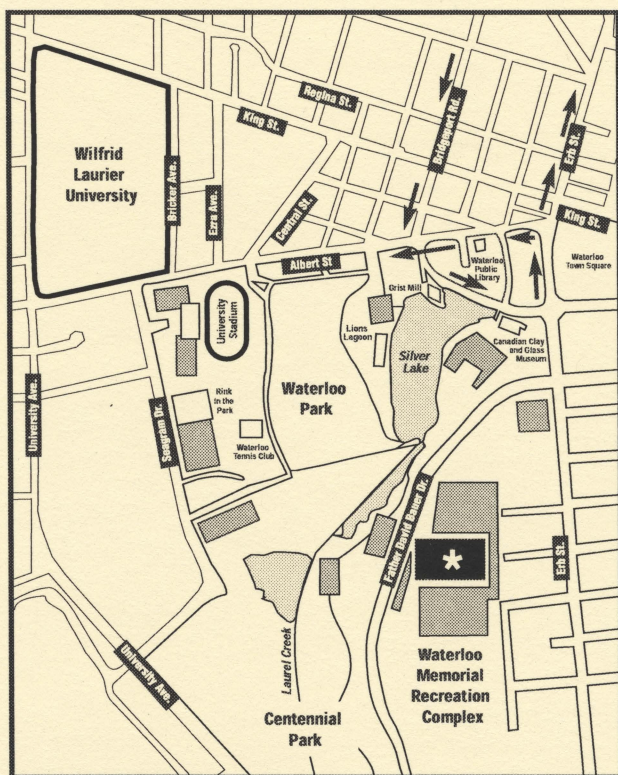 Regina St.
King St.
Bridgeport Rd.
Erb St.
Wilfrid
Laurier
University
Bricker Ave.
Ezra Ave.
Central St.
King St.
Albert St
Waterloo
Public
Library
Waterloo
Town Square
Grist Mill
University
Stadium
Lions
Lagoon
Silver
Lake
Canadian Clay
and Glass
Museum
University Ave.
Seagram Dr.
Rink
in the
Park
Waterloo
Park
Waterloo
Tennis Club
Father David Bauer Dr.
*
Erb St.
Laurel Creek
University Ave.
Waterloo
Memorial
Recreation
Complex
Centennial
Park